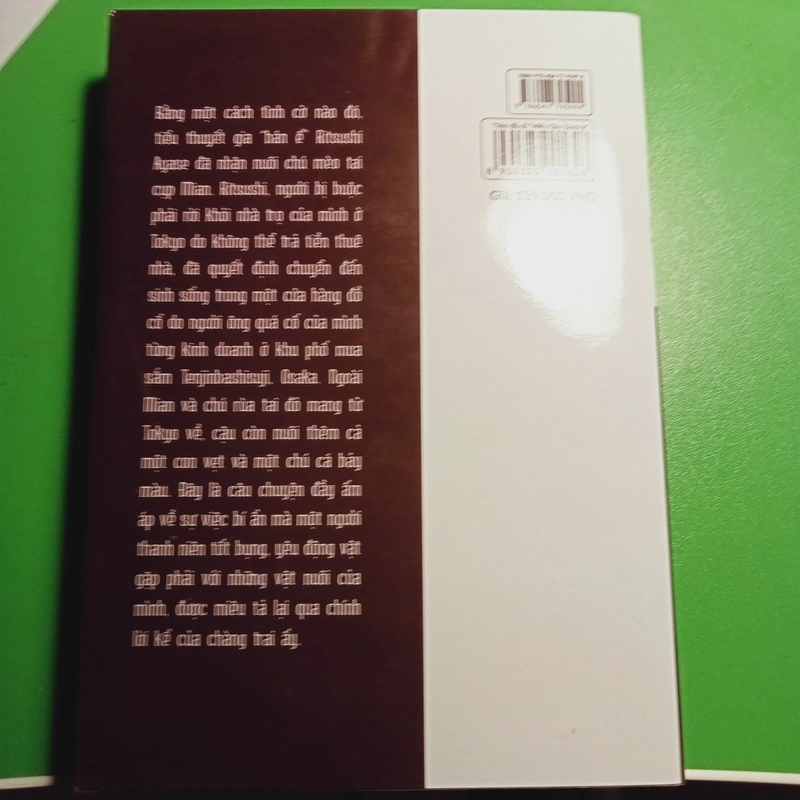 Bằng một cách tình cờ nào đó,
tiểu thuyết gia "bán ế" Ritsushi
Ayase đã nhận nuôi chú mèo tai
cụp Mian. Ritsushi, người bị buộc
phải rời khỏi nhà trọ của mình ở
Tokyo do không thể trả tiền thuê
nhà, đã quyết định chuyển đến
sinh sống trong một cửa hàng đồ
cổ do người ông quá cố của mình
từng kinh doanh ở khu phố mua
sắm Tenjinbashisuji, Osaka. Ngoài
Mian và chú rùa tai đỏ mang từ
Tokyo về, cậu còn nuôi thêm cả
một con vẹt và một chú cá bảy
màu. Đây là câu chuyện đầy ấm
áp về sự việc bí ẩn mà một người
thanh niên tốt bụng, yêu động vật
gặp phải với những vật nuôi của
mình, được miêu tả lại qua chính
lời kể của chàng trai ấy.
Giá: 139.000 VNĐ